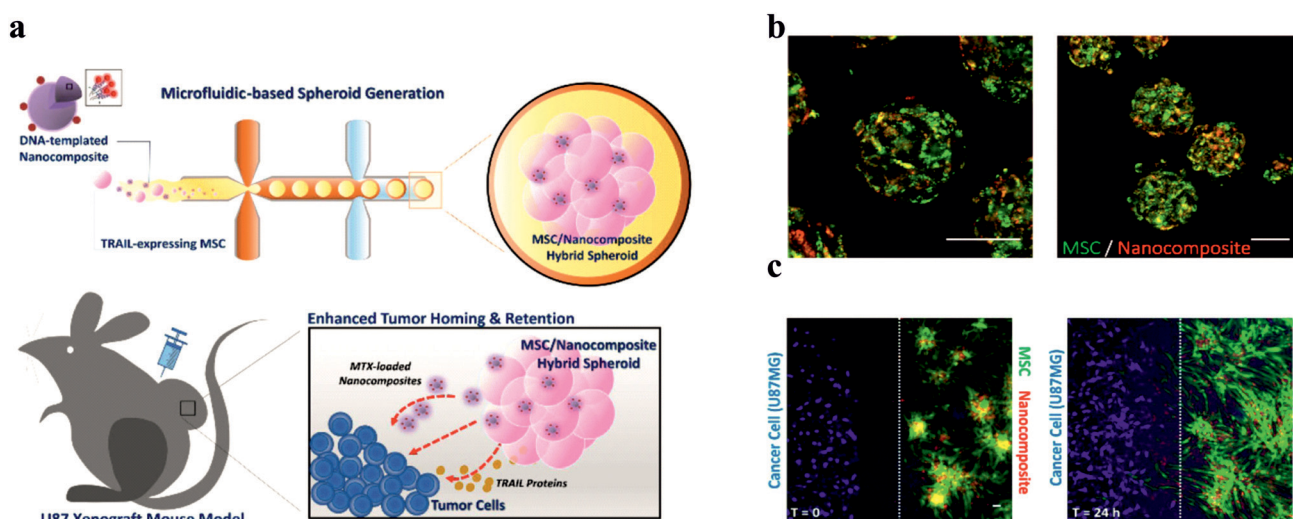 a
Microfluidic-based Spheroid Generation
DNA-templated
Nanocomposite
TRAIL-expressing MSC
MSC/Nanocomposite
Hybrid Spheroid
Enhanced Tumor Homing & Retention
MTX-loaded
Nanocomposites
MSC/Nanocomposite
Hybrid Spheroid
TRAIL Proteins
Tumor Cells
U87 Xenograft Mouse Model
b
MSC / Nanocomposite
c
Cancer Cell (U87MG)
T = 0
MSC Nanocomposite
Cancer Cell (U87MG)
T = 24 h